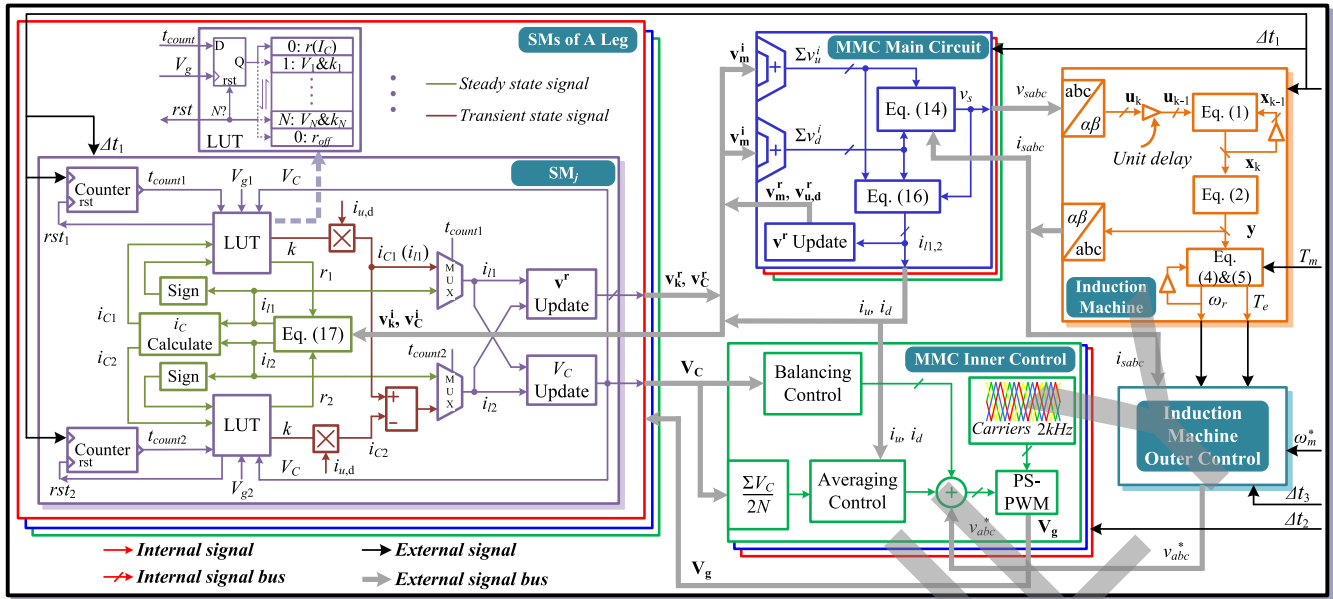 SMs of A Leg
t_count
V_g
rst
D
Q
rst
N?
0: r(I_C)
1: V_1&k_1
N: V_N&k_N
0: r_off
LUT
Steady state signal
Transient state signal
Δt_1
SM_j
Counter
rst
t_count1
rst_1
V_g1
V_C
LUT
k
i_u,d
r_1
i_C1 (i_l1)
t_count1
MUX
i_l1
v^r
Update
Sign
i_l1
i_C1
i_C
Calculate
Eq. (17)
i_C2
i_l2
Sign
r_2
t_count2
MUX
i_l2
V_C
Update
LUT
k
i_u,d
i_C2
+
−
Counter
rst
t_count2
rst_2
V_g2
V_C
v_k^r, v_C^r
v_k^i, v_C^i
V_C
V_g
MMC Main Circuit
v_m^i
+
Σv_u^i
v_m^i
+
Σv_d^i
Eq. (14)
v_s
Eq. (16)
v_m^r, v_u,d^r
v^r Update
i_l1,2
i_u, i_d
v_sabc
i_sabc
Δt_1
abc
αβ
u_k
u_k-1
Unit delay
Eq. (1)
x_k-1
x_k
Eq. (2)
y
αβ
abc
Eq.
(4)&(5)
T_m
Induction
Machine
ω_r
T_e
i_sabc
MMC Inner Control
Balancing
Control
Carriers 2kHz
i_u, i_d
ΣV_C
2N
Averaging
Control
+
PS-
PWM
v_abc^*
V_g
Induction
Machine
Outer Control
ω_m^*
Δt_3
Δt_2
v_abc^*
Internal signal
External signal
Internal signal bus
External signal bus